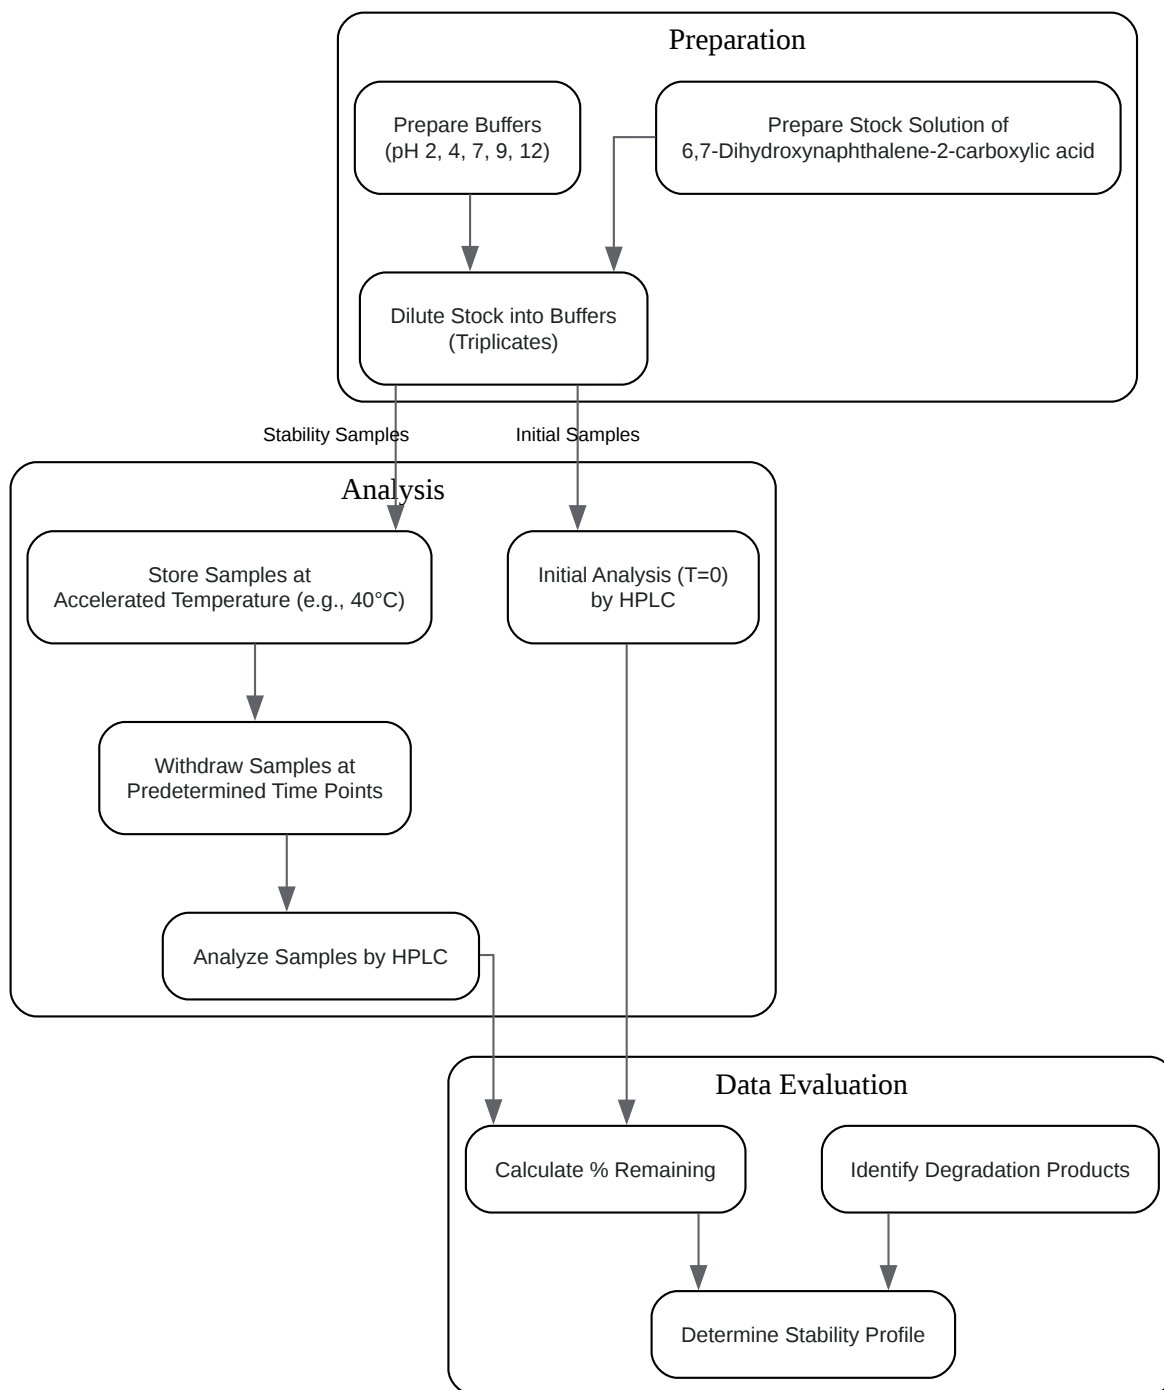 Preparation
Prepare Buffers
(pH 2, 4, 7, 9, 12)
Prepare Stock Solution of
6,7-Dihydroxynaphthalene-2-carboxylic acid
Dilute Stock into Buffers
(Triplicates)
Stability Samples
Initial Samples
Analysis
Store Samples at
Accelerated Temperature (e.g., 40°C)
Initial Analysis (T=0)
by HPLC
Withdraw Samples at
Predetermined Time Points
Analyze Samples by HPLC
Data Evaluation
Calculate % Remaining
Identify Degradation Products
Determine Stability Profile